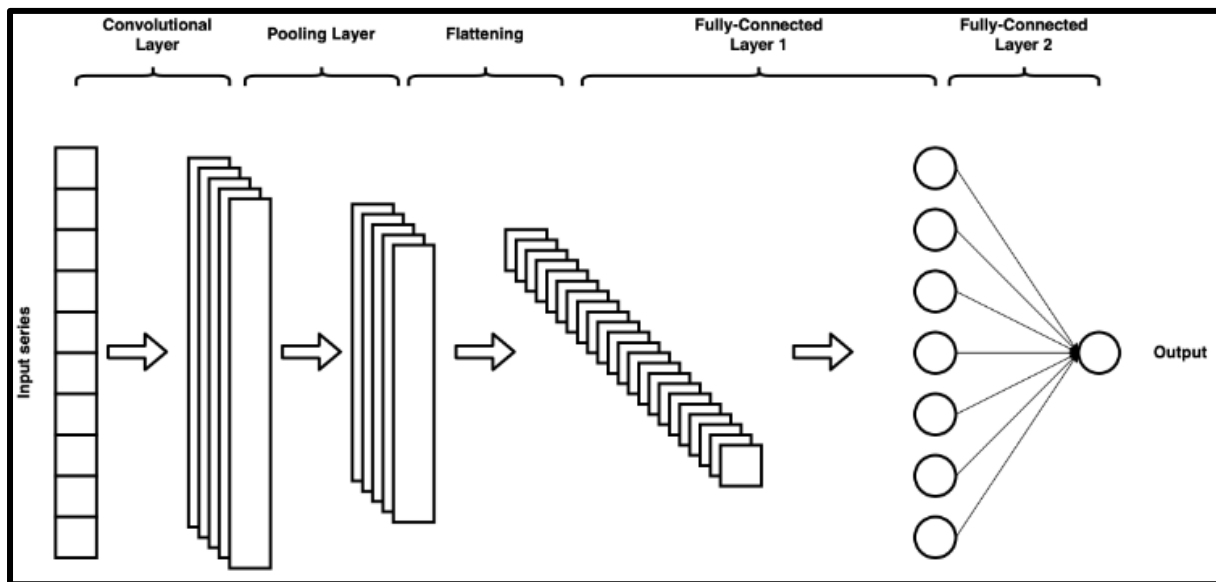 Convolutional
Layer
Pooling Layer
Flattening
Fully-Connected
Layer 1
Fully-Connected
Layer 2
Input series
Output